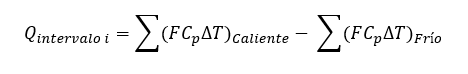 Q_{intervalo i} = ∑(FC_pΔT)_{Caliente} − ∑(FC_pΔT)_{Frío}